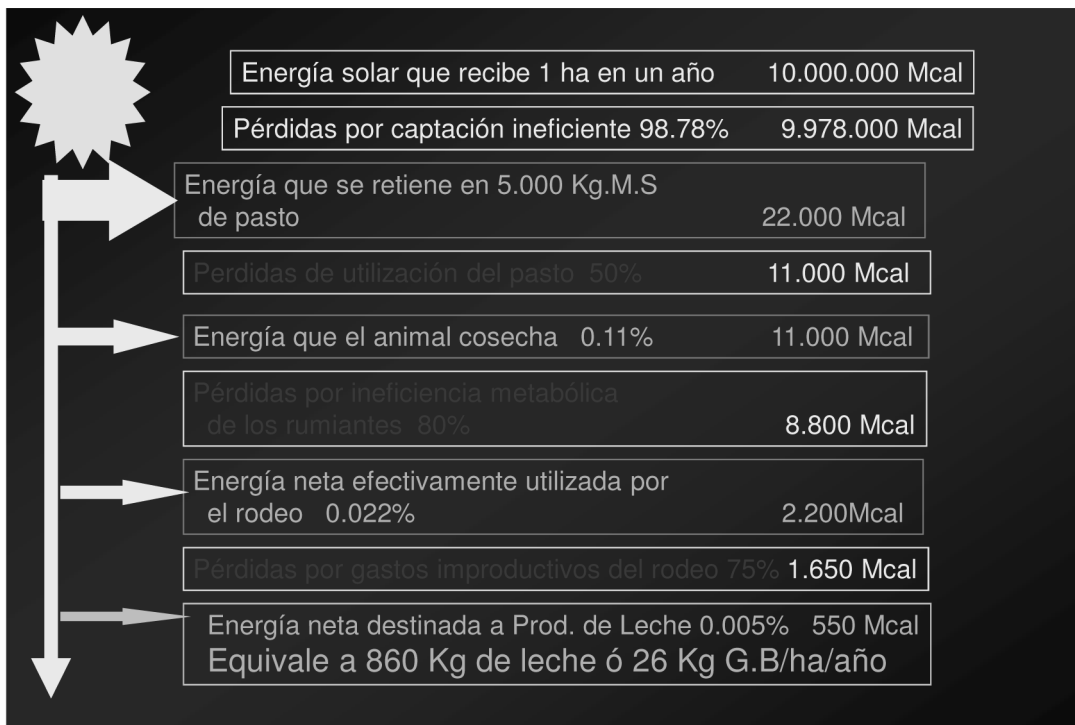 Energía solar que recibe 1 ha en un año 10.000.000 Mcal
Pérdidas por captación ineficiente 98.78% 9.978.000 Mcal
Energía que se retiene en 5.000 Kg.M.S
de pasto 22.000 Mcal
Perdidas de utilización del pasto 50% 11.000 Mcal
Energía que el animal cosecha 0.11% 11.000 Mcal
Pérdidas por ineficiencia metabólica
de los rumiantes 80% 8.800 Mcal
Energía neta efectivamente utilizada por
el rodeo 0.022% 2.200Mcal
Pérdidas por gastos improductivos del rodeo 75% 1.650 Mcal
Energía neta destinada a Prod. de Leche 0.005% 550 Mcal
Equivale a 860 Kg de leche ó 26 Kg G.B/ha/año